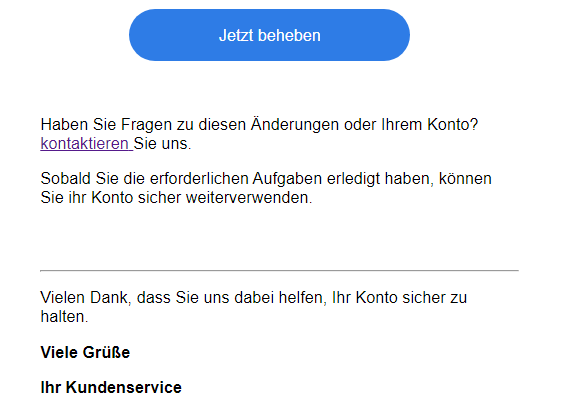 Jetzt beheben
Haben Sie Fragen zu diesen Änderungen oder Ihrem Konto?
kontaktieren Sie uns.
Sobald Sie die erforderlichen Aufgaben erledigt haben, können
Sie ihr Konto sicher weiterverwenden.
Vielen Dank, dass Sie uns dabei helfen, Ihr Konto sicher zu
halten.
Viele Grüße
Ihr Kundenservice